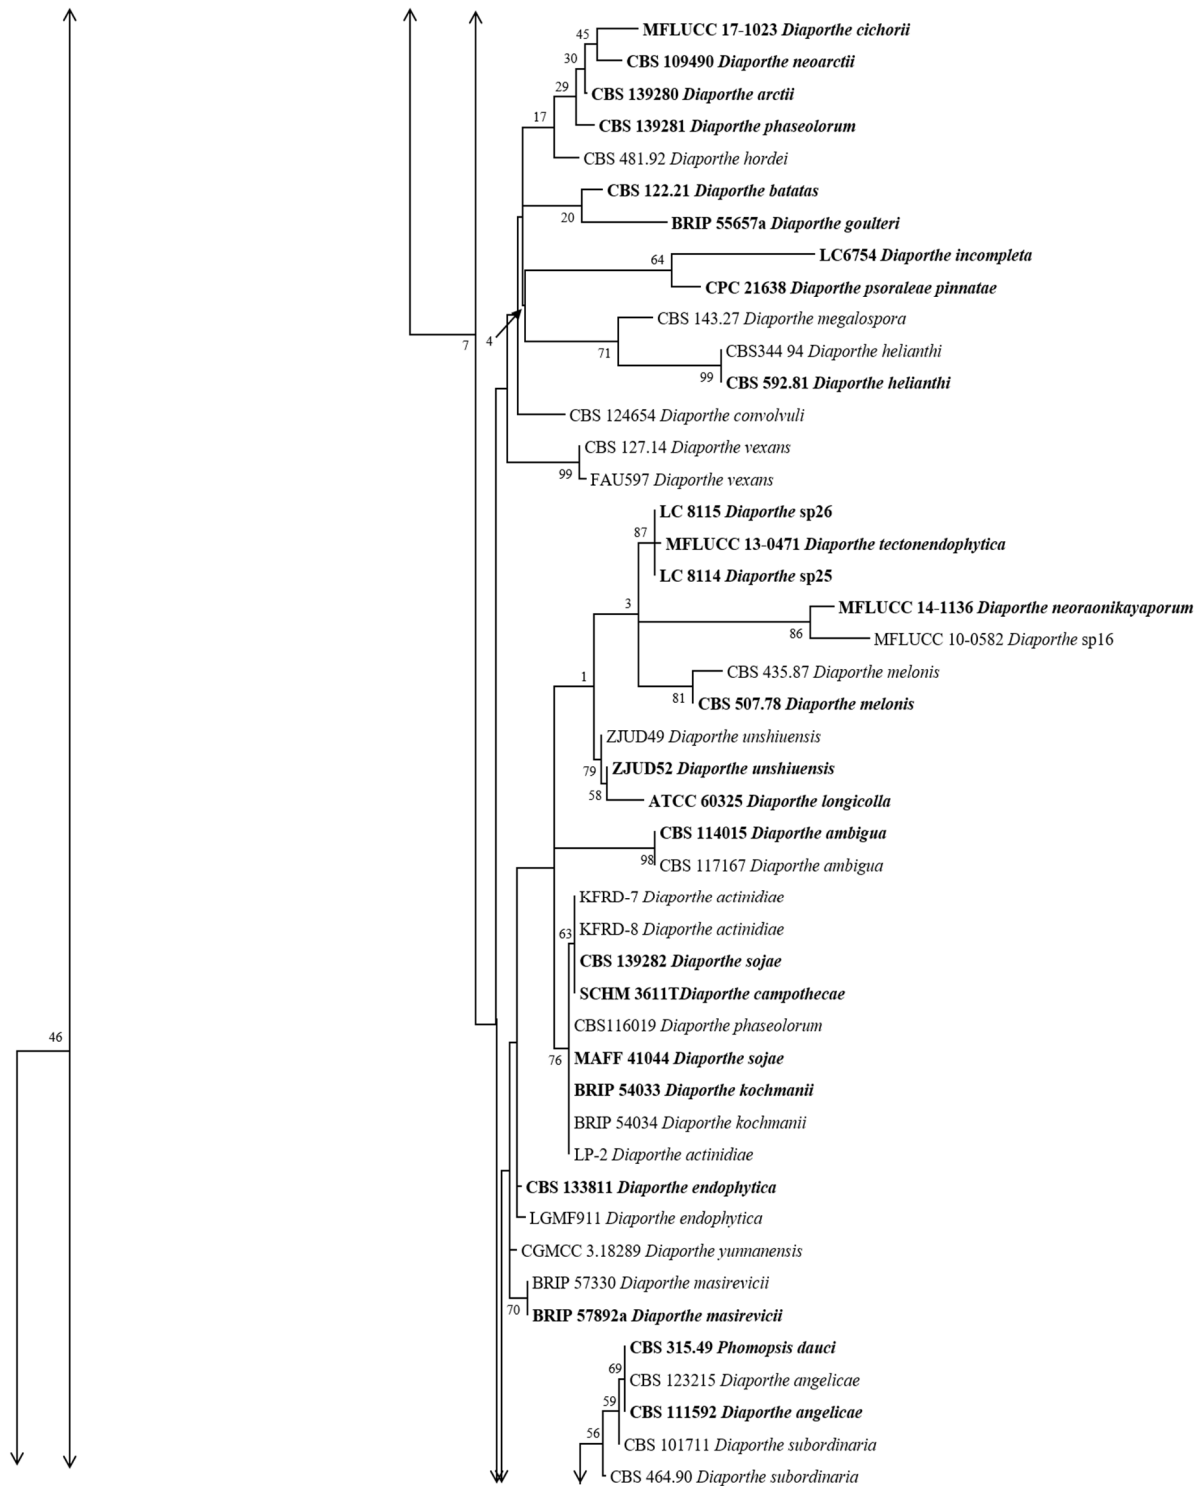 MFLUCC 17-1023 Diaporthe cichorii
45
CBS 109490 Diaporthe neoarctii
30
29
CBS 139280 Diaporthe arctii
17
CBS 139281 Diaporthe phaseolorum
CBS 481.92 Diaporthe hordei
CBS 122.21 Diaporthe batatas
20
BRIP 55657a Diaporthe goulteri
LC6754 Diaporthe incompleta
64
CPC 21638 Diaporthe psoraleae pinnatae
CBS 143.27 Diaporthe megalospora
7
4
71
CBS344 94 Diaporthe helianthi
99
CBS 592.81 Diaporthe helianthi
CBS 124654 Diaporthe convolvuli
CBS 127.14 Diaporthe vexans
99
FAU597 Diaporthe vexans
LC 8115 Diaporthe sp26
87
MFLUCC 13-0471 Diaporthe tectonendophytica
LC 8114 Diaporthe sp25
3
MFLUCC 14-1136 Diaporthe neoraonikayaporum
86
MFLUCC 10-0582 Diaporthe sp16
1
CBS 435.87 Diaporthe melonis
81
CBS 507.78 Diaporthe melonis
ZJUD49 Diaporthe unshiuensis
79
ZJUD52 Diaporthe unshiuensis
58
ATCC 60325 Diaporthe longicolla
CBS 114015 Diaporthe ambigua
98
CBS 117167 Diaporthe ambigua
KFRD-7 Diaporthe actinidiae
63
KFRD-8 Diaporthe actinidiae
CBS 139282 Diaporthe sojae
SCHM 3611TDiaporthe campothecae
CBS116019 Diaporthe phaseolorum
46
76
MAFF 41044 Diaporthe sojae
BRIP 54033 Diaporthe kochmanii
BRIP 54034 Diaporthe kochmanii
LP-2 Diaporthe actinidiae
CBS 133811 Diaporthe endophytica
LGMF911 Diaporthe endophytica
CGMCC 3.18289 Diaporthe yunnanensis
BRIP 57330 Diaporthe masirevicii
70
BRIP 57892a Diaporthe masirevicii
CBS 315.49 Phomopsis dauci
69
CBS 123215 Diaporthe angelicae
59
CBS 111592 Diaporthe angelicae
56
CBS 101711 Diaporthe subordinaria
CBS 464.90 Diaporthe subordinaria